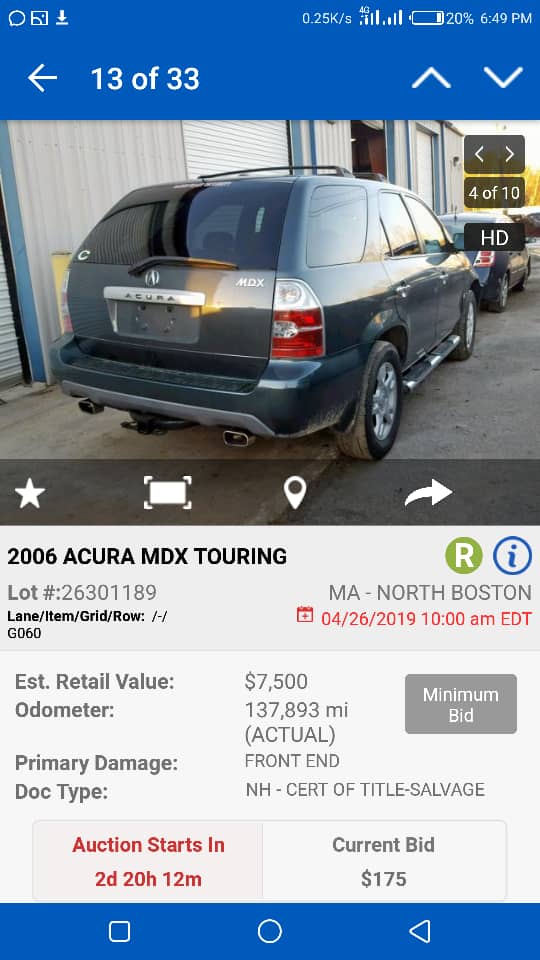 4G
0.25K/s 20% 6:49 PM
13 of 33
4 of 10
HD
MDX
ACURA
2006 ACURA MDX TOURING
R i
Lot #:26301189
MA - NORTH BOSTON
Lane/Item/Grid/Row: /-/
G060
04/26/2019 10:00 am EDT
Est. Retail Value: $7,500
Odometer: 137,893 mi
(ACTUAL)
Minimum
Bid
Primary Damage: FRONT END
Doc Type: NH - CERT OF TITLE-SALVAGE
Auction Starts In
2d 20h 12m
Current Bid
$175